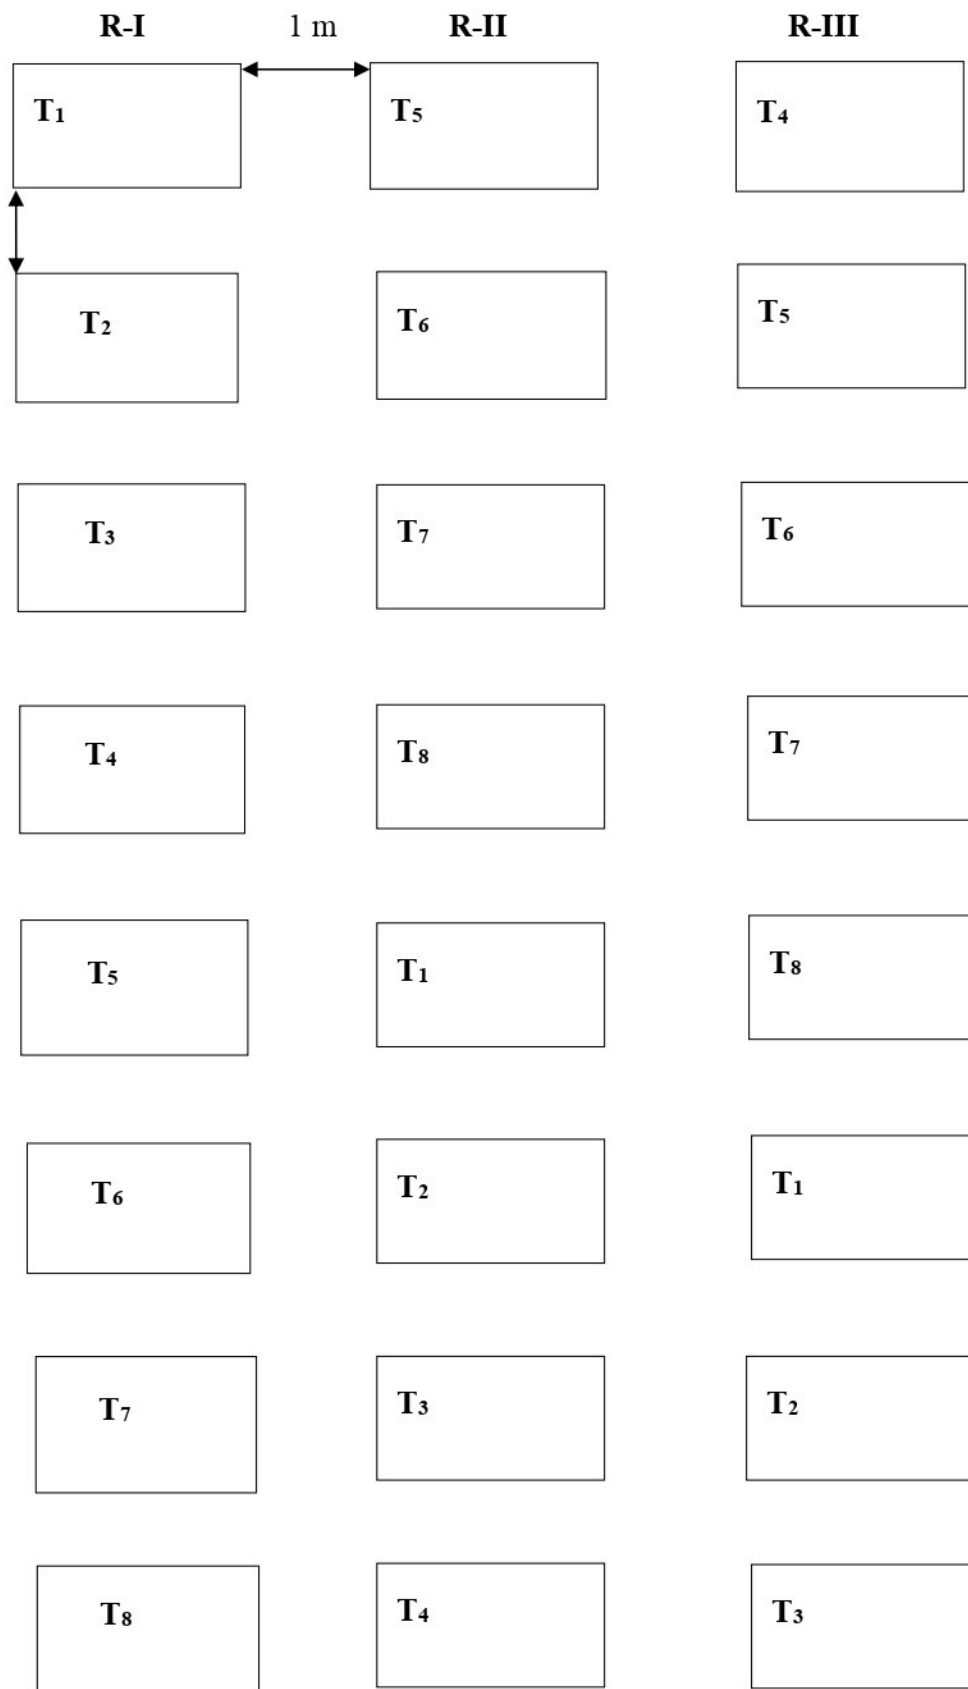 R-I 1 m R-II R-III
T₁ T₅ T₄
T₂ T₆ T₅
T₃ T₇ T₆
T₄ T₈ T₇
T₅ T₁ T₈
T₆ T₂ T₁
T₇ T₃ T₂
T₈ T₄ T₃